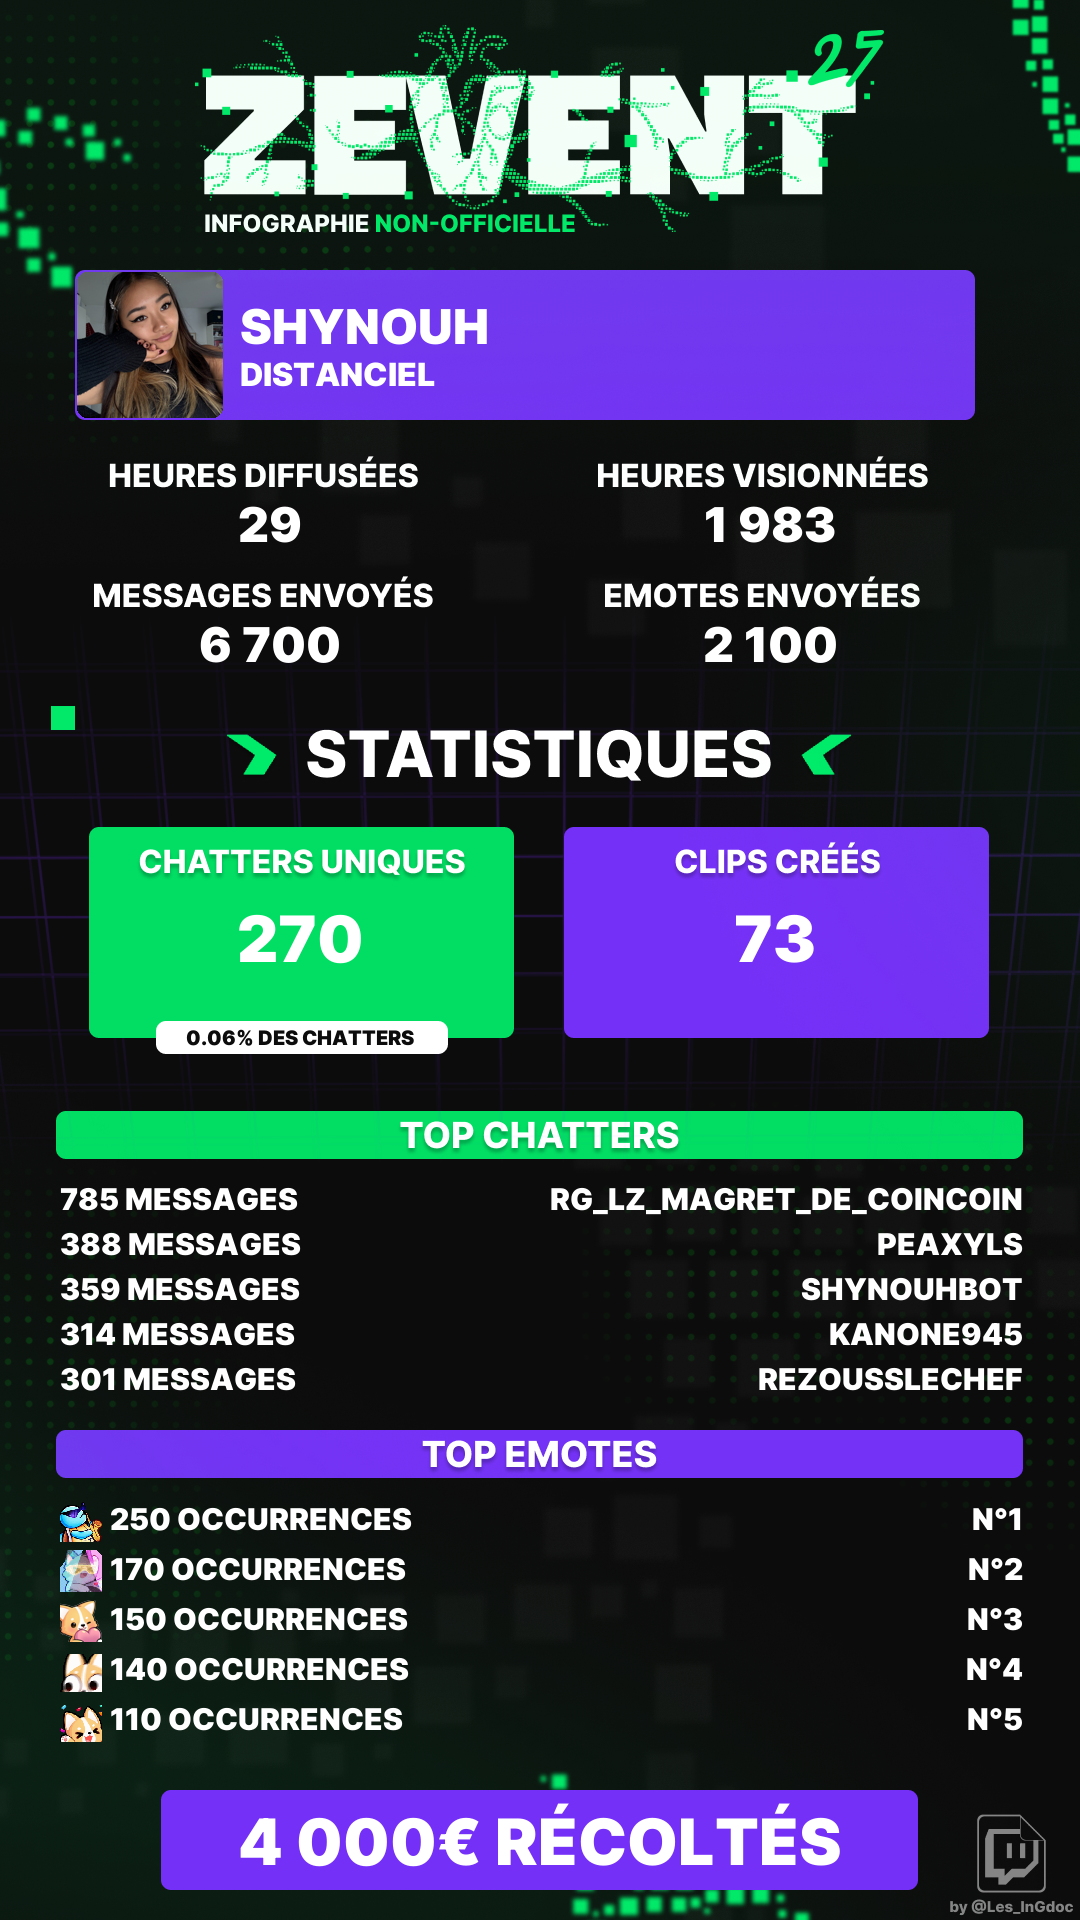 ZEVENT 25
INFOGRAPHIE NON-OFFICIELLE
SHYNOUH
DISTANCIEL
HEURES DIFFUSÉES
29
HEURES VISIONNÉES
1 983
MESSAGES ENVOYÉS
6 700
EMOTES ENVOYÉES
2 100
STATISTIQUES
CHATTERS UNIQUES
270
0.06% DES CHATTERS
CLIPS CRÉÉS
73
TOP CHATTERS
785 MESSAGES RG_LZ_MAGRET_DE_COINCOIN
388 MESSAGES PEAXYLS
359 MESSAGES SHYNOUHBOT
314 MESSAGES KANONE945
301 MESSAGES REZOUSSLECHEF
TOP EMOTES
250 OCCURRENCES N°1
170 OCCURRENCES N°2
150 OCCURRENCES N°3
140 OCCURRENCES N°4
110 OCCURRENCES N°5
4 000€ RÉCOLTÉS
by @Les_InGdoc